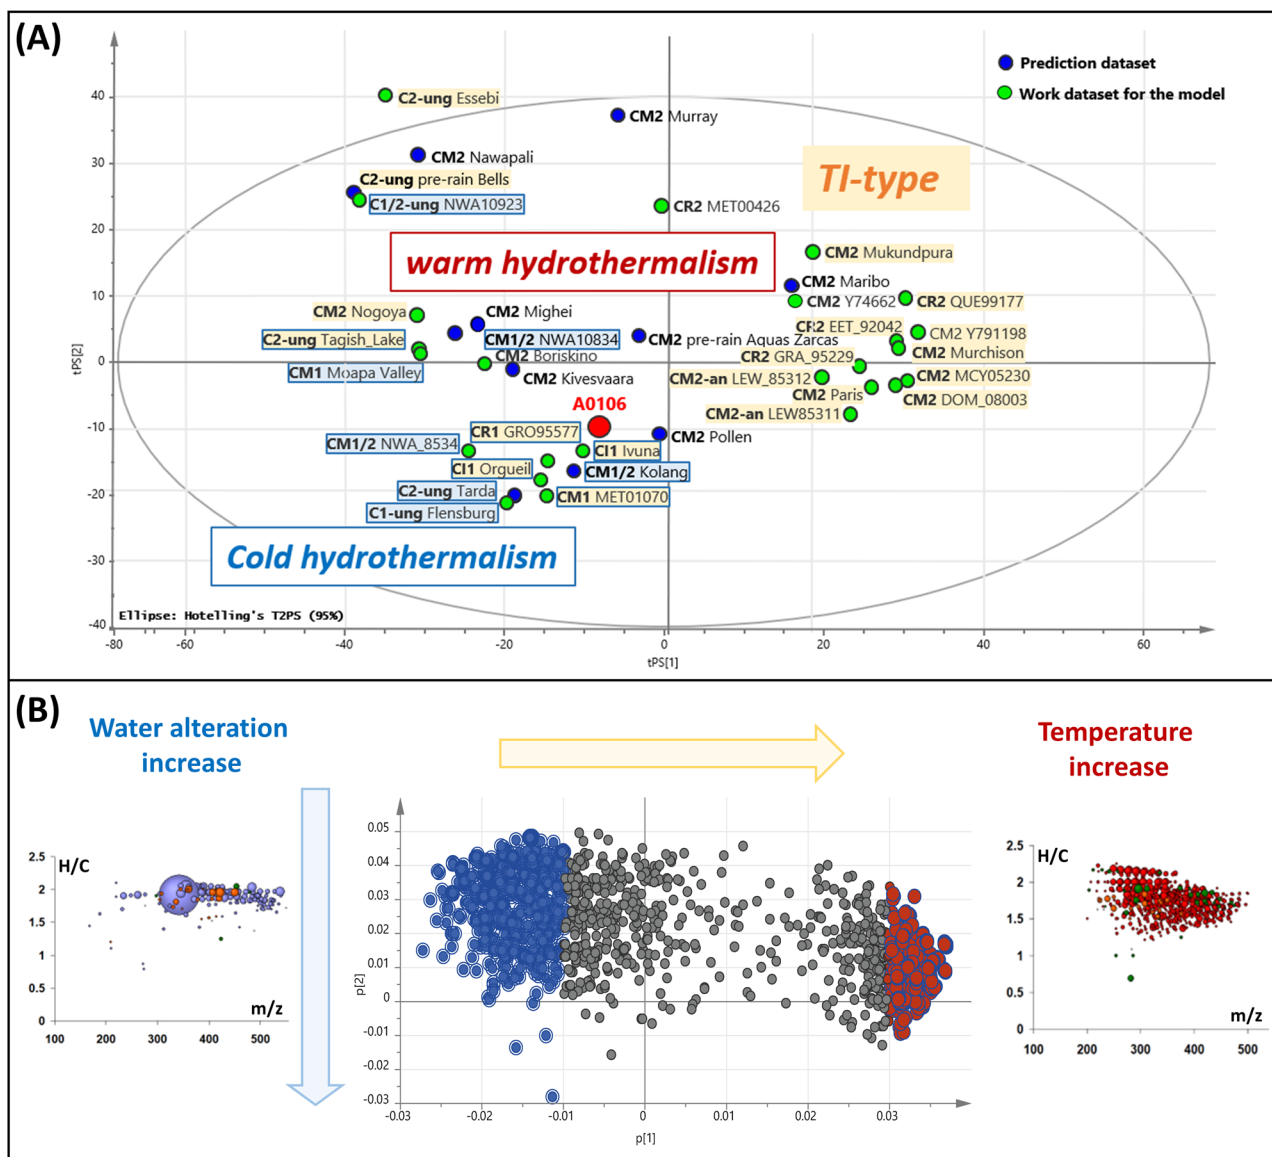 (A)
Prediction dataset
Work dataset for the model
40
C2-ung Essebi
CM2 Murray
30
CM2 Nawapali
C2-ung pre-rain Bells
C1/2-ung NWA10923
TI-type
CR2 MET00426
20
warm hydrothermalism
CM2 Mukundpura
CM2 Maribo
10
CM2 Y74662
CR2 QUE99177
CM2 Nogoya
CM2 Mighei
CR2 EET_92042
CM2 Y791198
C2-ung Tagish_Lake
CM1/2 NWA10834
CM2 pre-rain Aquas Zarcas
CM2 Murchison
tPS[2]
0
CM2 Boriskino
CR2 GRA_95229
CM1 Moapa Valley
CM2 Kivesvaara
CM2-an LEW_85312
CM2 MCY05230
CM2 Paris
CM2 DOM_08003
A0106
CM2-an LEW85311
-10
CR1 GRO95577
CM2 Pollen
CM1/2 NWA_8534
CI1 Ivuna
CI1 Orgueil
CM1/2 Kolang
-20
C2-ung Tarda
CM1 MET01070
C1-ung Flensburg
Cold hydrothermalism
-30
Ellipse: Hotelling's T2PS (95%)
-40
-80 -60 -40 -20 0 20 40 60
tPS[1]
(B)
Water alteration
increase
Temperature
increase
2.5
H/C
2
1.5
1
0.5
0
m/z
100 200 300 400 500
0.05
0.04
0.03
0.02
0.01
p[2]
0
-0.01
-0.02
-0.03
-0.03 -0.02 -0.01 0 0.01 0.02 0.03
p[1]
2.5
H/C
2
1.5
1
0.5
0
m/z
100 200 300 400 500